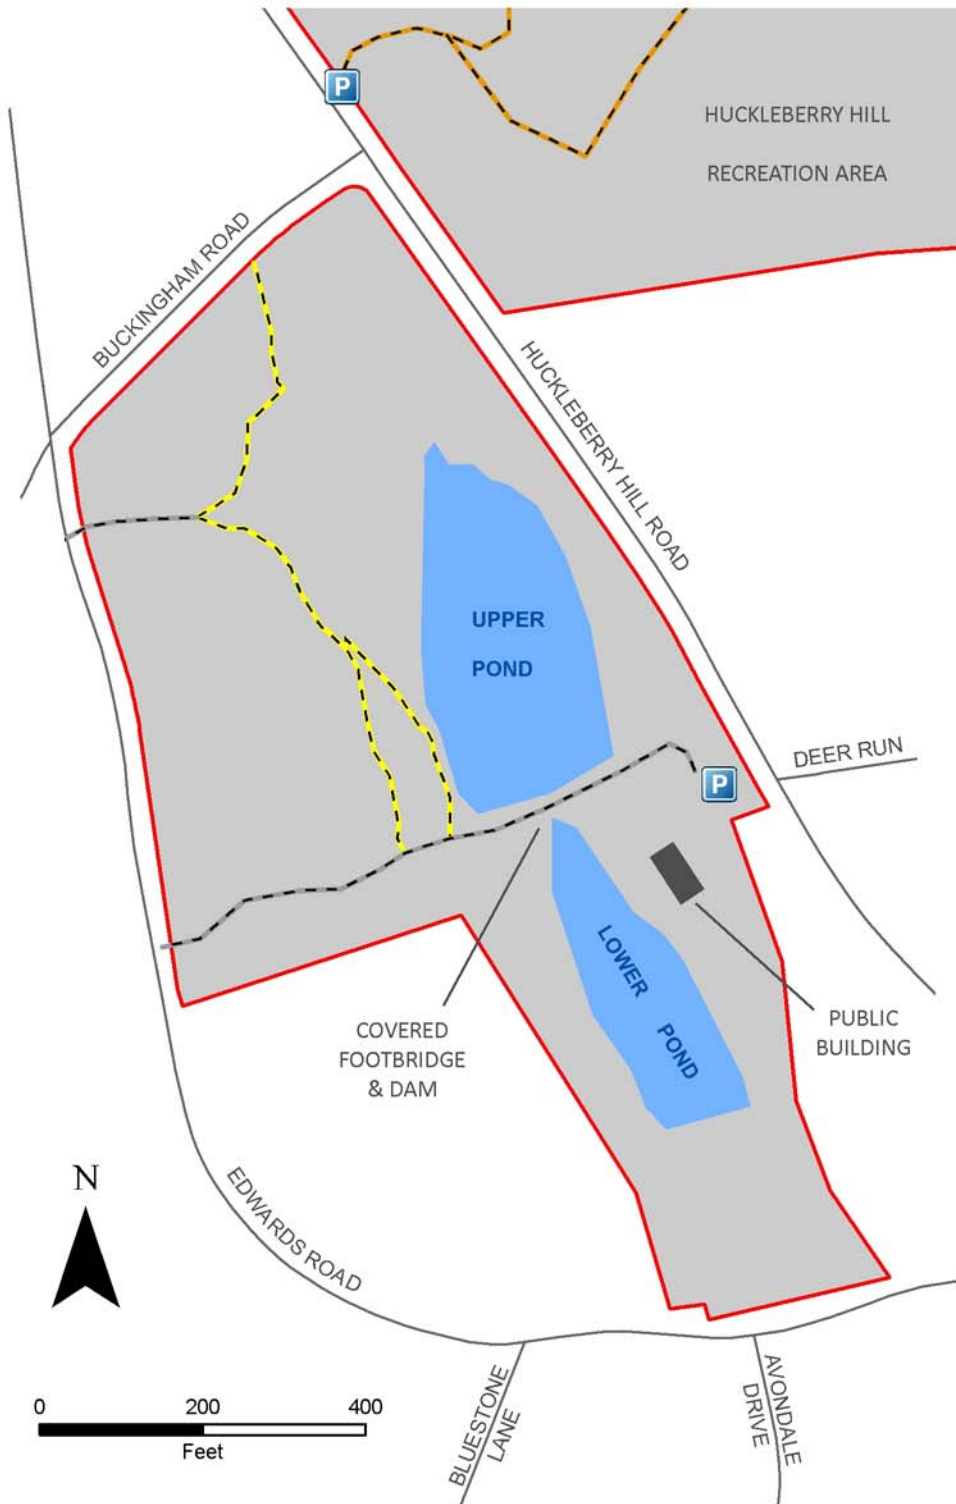 P
HUCKLEBERRY HILL
RECREATION AREA
BUCKINGHAM ROAD
HUCKLEBERRY HILL ROAD
UPPER
POND
DEER RUN
P
LOWER
POND
PUBLIC
BUILDING
COVERED
FOOTBRIDGE
& DAM
N
EDWARDS ROAD
BLUESTONE
LANE
AVONDALE
DRIVE
0 200 400
Feet